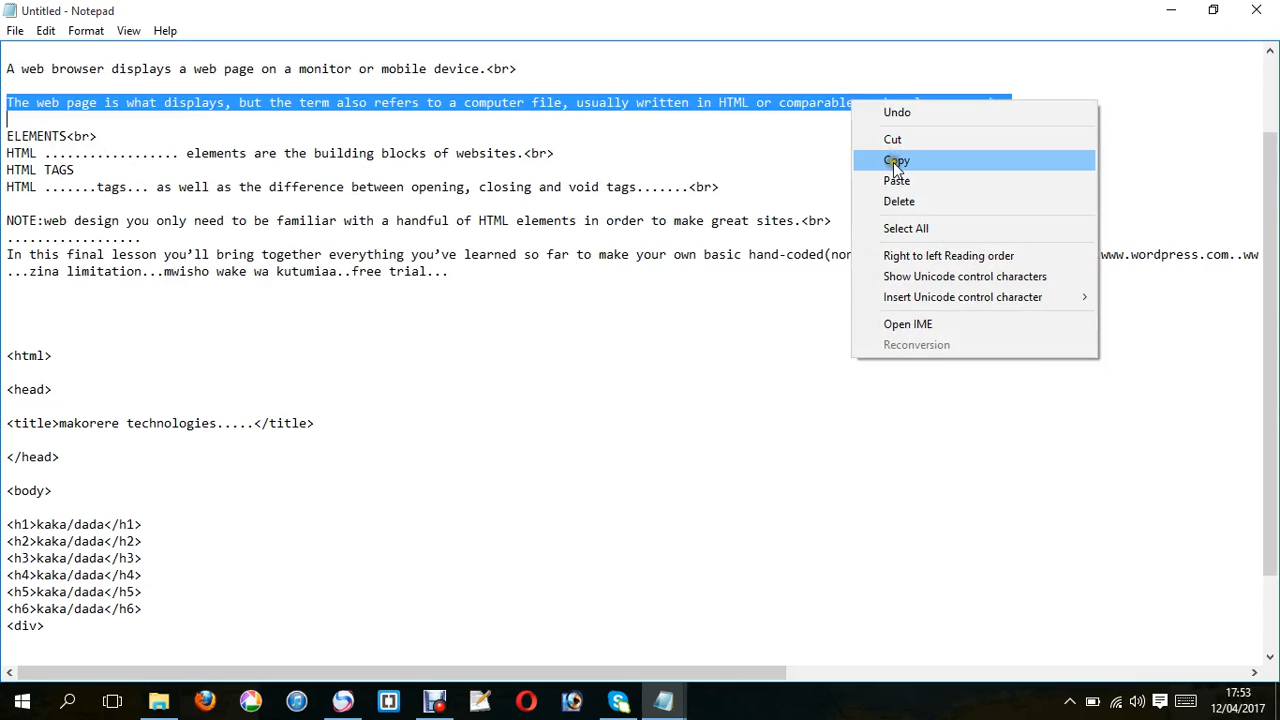 Untitled - Notepad
File Edit Format View Help
A web browser displays a web page on a monitor or mobile device.<br>
The web page is what displays, but the term also refers to a computer file, usually written in HTML or comparable
ELEMENTS<br>
HTML .................. elements are the building blocks of websites.<br>
HTML TAGS
HTML .......tags... as well as the difference between opening, closing and void tags.......<br>
NOTE:web design you only need to be familiar with a handful of HTML elements in order to make great sites.<br>
..................
In this final lesson you’ll bring together everything you’ve learned so far to make your own basic hand-coded(non www.wordpress.com..ww
...zina limitation...mwisho wake wa kutumiaa..free trial...
<html>
<head>
<title>makorere technologies.....</title>
</head>
<body>
<h1>kaka/dada</h1>
<h2>kaka/dada</h2>
<h3>kaka/dada</h3>
<h4>kaka/dada</h4>
<h5>kaka/dada</h5>
<h6>kaka/dada</h6>
<div>
Undo
Cut
Copy
Paste
Delete
Select All
Right to left Reading order
Show Unicode control characters
Insert Unicode control character
Open IME
Reconversion
17:53
12/04/2017